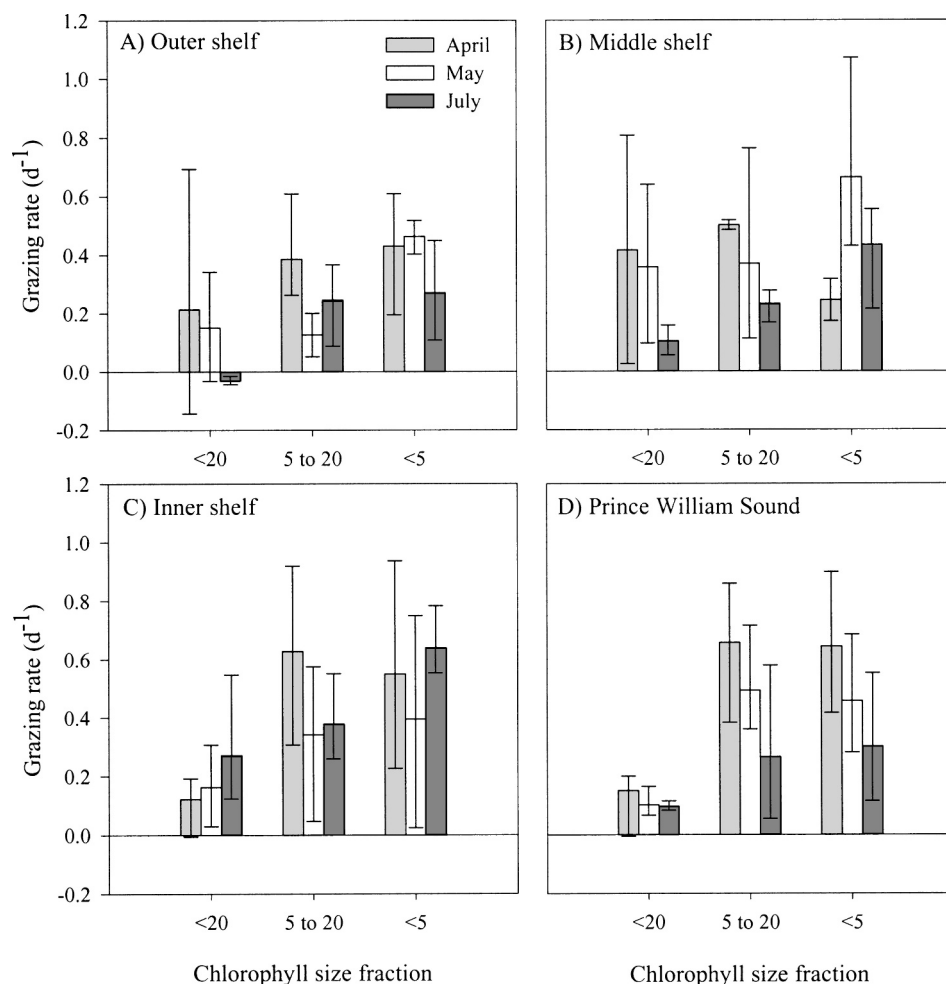 A) Outer shelf
April
May
July
B) Middle shelf
1.2
1.0
0.8
0.6
0.4
0.2
0.0
-0.2
Grazing rate (d⁻¹)
<20 5 to 20 <5
<20 5 to 20 <5
C) Inner shelf
D) Prince William Sound
1.2
1.0
0.8
0.6
0.4
0.2
0.0
-0.2
Grazing rate (d⁻¹)
<20 5 to 20 <5
<20 5 to 20 <5
Chlorophyll size fraction
Chlorophyll size fraction